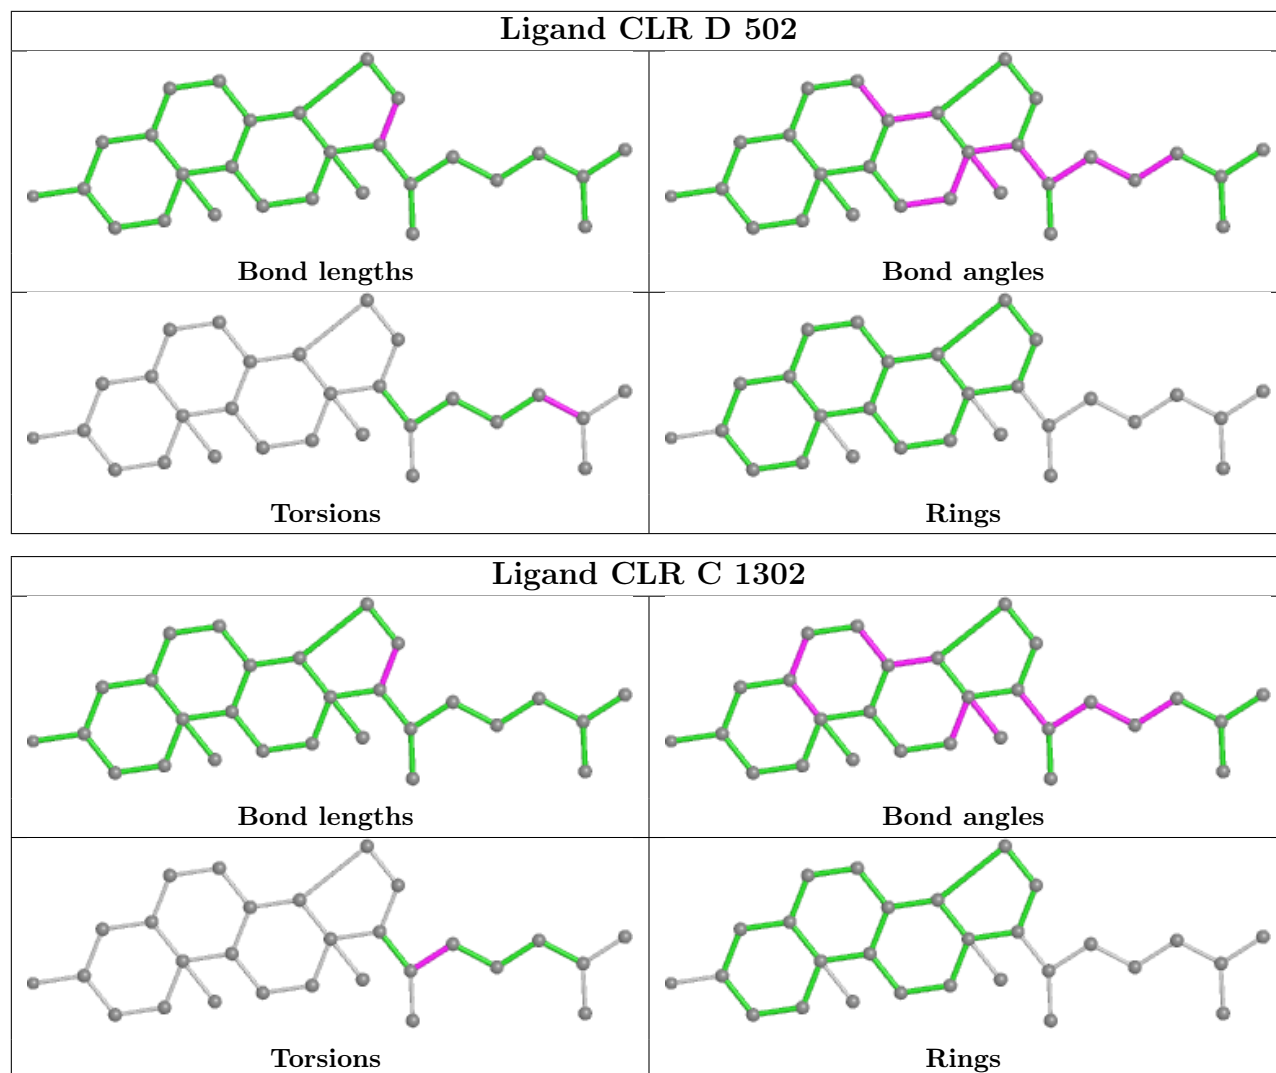 Ligand CLR D 502
Bond lengths
Bond angles
Torsions
Rings
Ligand CLR C 1302
Bond lengths
Bond angles
Torsions
Rings